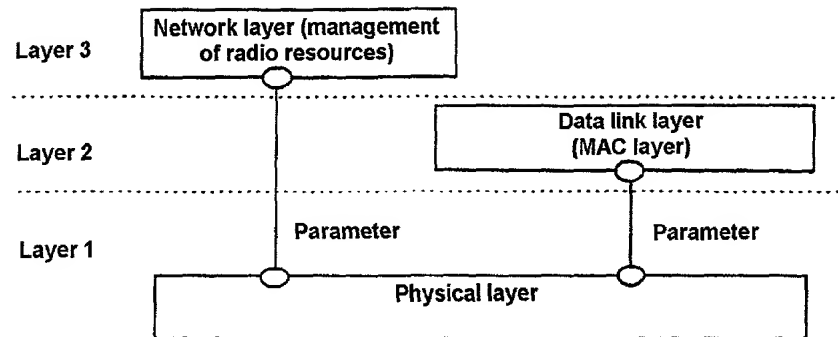 Layer 3
Network layer (management
of radio resources)
Layer 2
Data link layer
(MAC layer)
Layer 1
Parameter
Parameter
Physical layer